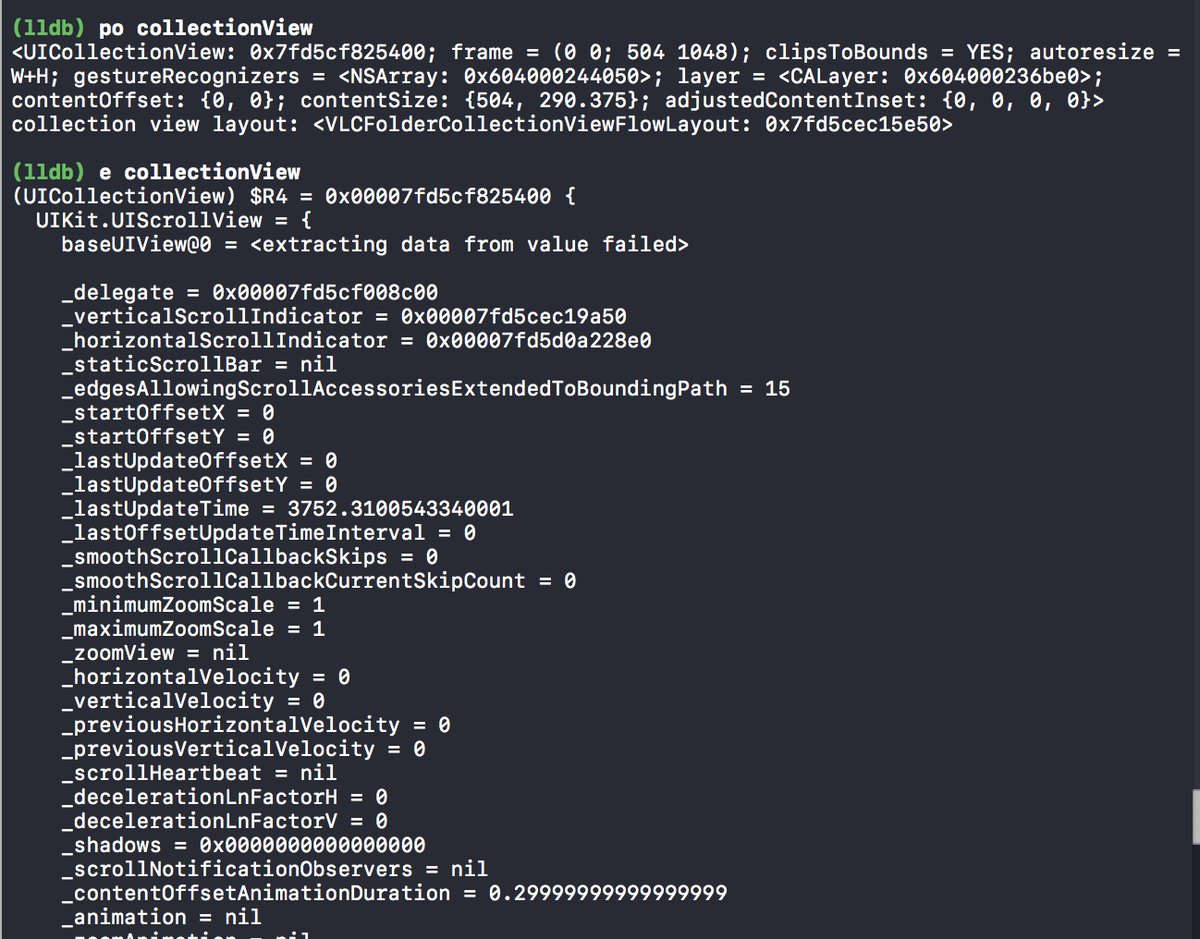 (lldb) po collectionView
<UICollectionView: 0x7fd5cf825400; frame = (0 0; 504 1048); clipsToBounds = YES; autoresize =
W+H; gestureRecognizers = <NSArray: 0x604000244050>; layer = <CALayer: 0x604000236be0>;
contentOffset: {0, 0}; contentSize: {504, 290.375}; adjustedContentInset: {0, 0, 0, 0}>
collection view layout: <VLCFolderCollectionViewFlowLayout: 0x7fd5cec15e50>
(lldb) e collectionView
(UICollectionView) $R4 = 0x00007fd5cf825400 {
UIKit.UIScrollView = {
baseUIView@0 = <extracting data from value failed>
_delegate = 0x00007fd5cf008c00
_verticalScrollIndicator = 0x00007fd5cec19a50
_horizontalScrollIndicator = 0x00007fd5d0a228e0
_staticScrollBar = nil
_edgesAllowingScrollAccessoriesExtendedToBoundingPath = 15
_startOffsetX = 0
_startOffsetY = 0
_lastUpdateOffsetX = 0
_lastUpdateOffsetY = 0
_lastUpdateTime = 3752.3100543340001
_lastOffsetUpdateTimeInterval = 0
_smoothScrollCallbackSkips = 0
_smoothScrollCallbackCurrentSkipCount = 0
_minimumZoomScale = 1
_maximumZoomScale = 1
_zoomView = nil
_horizontalVelocity = 0
_verticalVelocity = 0
_previousHorizontalVelocity = 0
_previousVerticalVelocity = 0
_scrollHeartbeat = nil
_decelerationLnFactorH = 0
_decelerationLnFactorV = 0
_shadows = 0x0000000000000000
_scrollNotificationObservers = nil
_contentOffsetAnimationDuration = 0.29999999999999999
_animation = nil
_zoomAnimation = nil